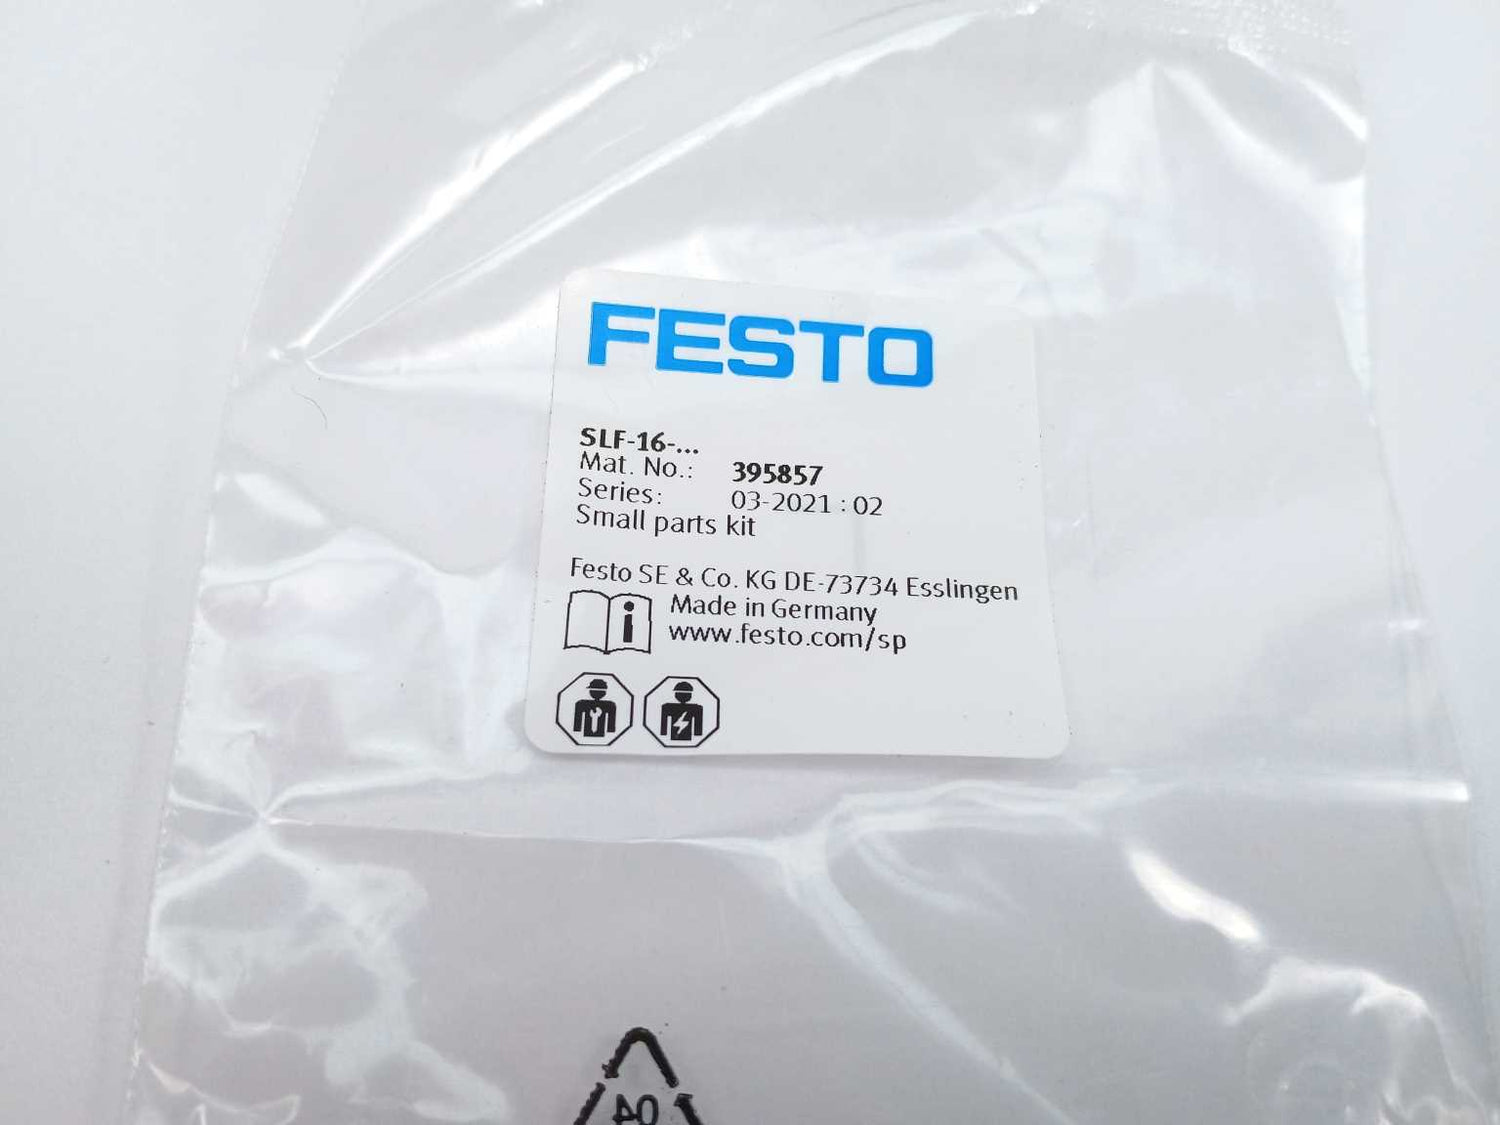 FESTO
SLF-16-...
Mat. No.: 395857
Series: 03-2021 : 02
Small parts kit
Festo SE & Co. KG DE-73734 Esslingen
Made in Germany
www.festo.com/sp
04